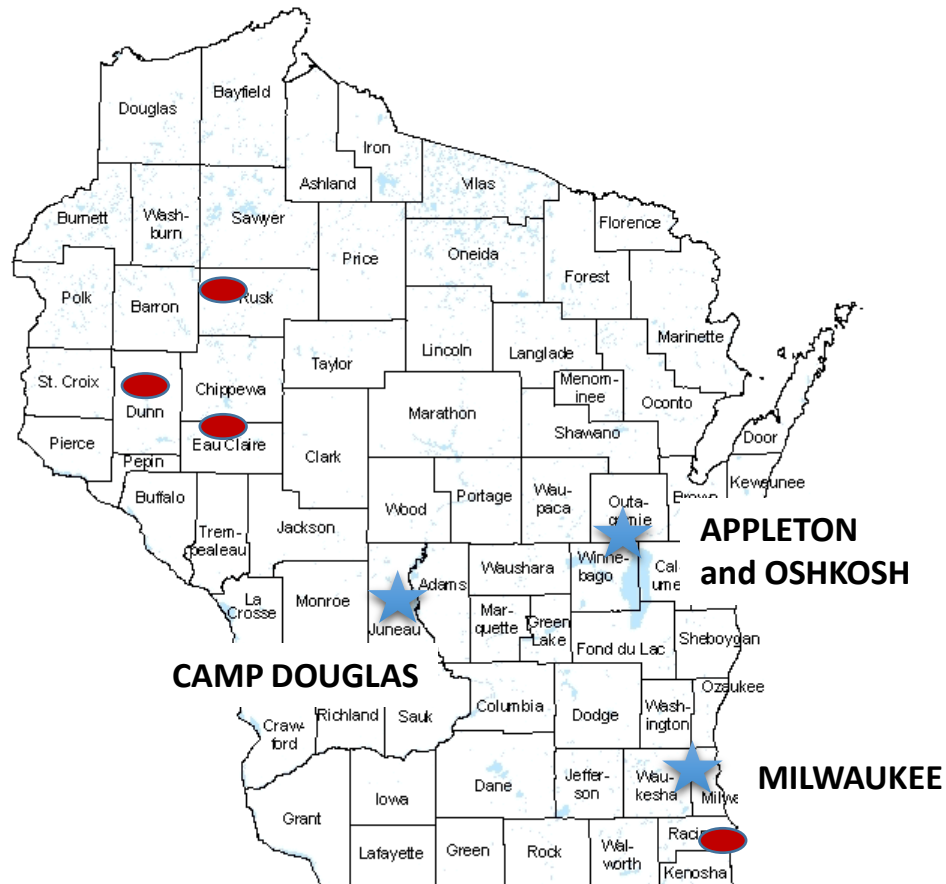 Bayfield
Douglas
Iron
Ashland
Vilas
Burnett
Wash-
burn
Sawyer
Florence
Price
Oneida
Forest
Polk
Barron
Rusk
Marinette
Lincoln
Langlade
Taylor
St. Croix
Chippewa
Menom-
inee
Oconto
Dunn
Marathon
Door
Shawano
Pierce
Eau Claire
Clark
Pepin
Kewaunee
Buffalo
Wau-
paca
Outa-
gamie
Brown
Portage
Wood
Jackson
Trem-
pealeau
APPLETON
and OSHKOSH
Waushara
Winne-
bago
Cal-
ume
Adams
Monroe
La
Crosse
Mar-
quette
Green
Lake
Juneau
Sheboygan
Fond du Lac
CAMP DOUGLAS
Ozaukee
Columbia
Wash-
ington
Dodge
Richland
Sauk
Craw-
ford
MILWAUKEE
Dane
Jeffer-
son
Wau-
kesha
Milwa
Iowa
Grant
Racin
Lafayette
Green
Rock
Wal-
worth
Kenosha